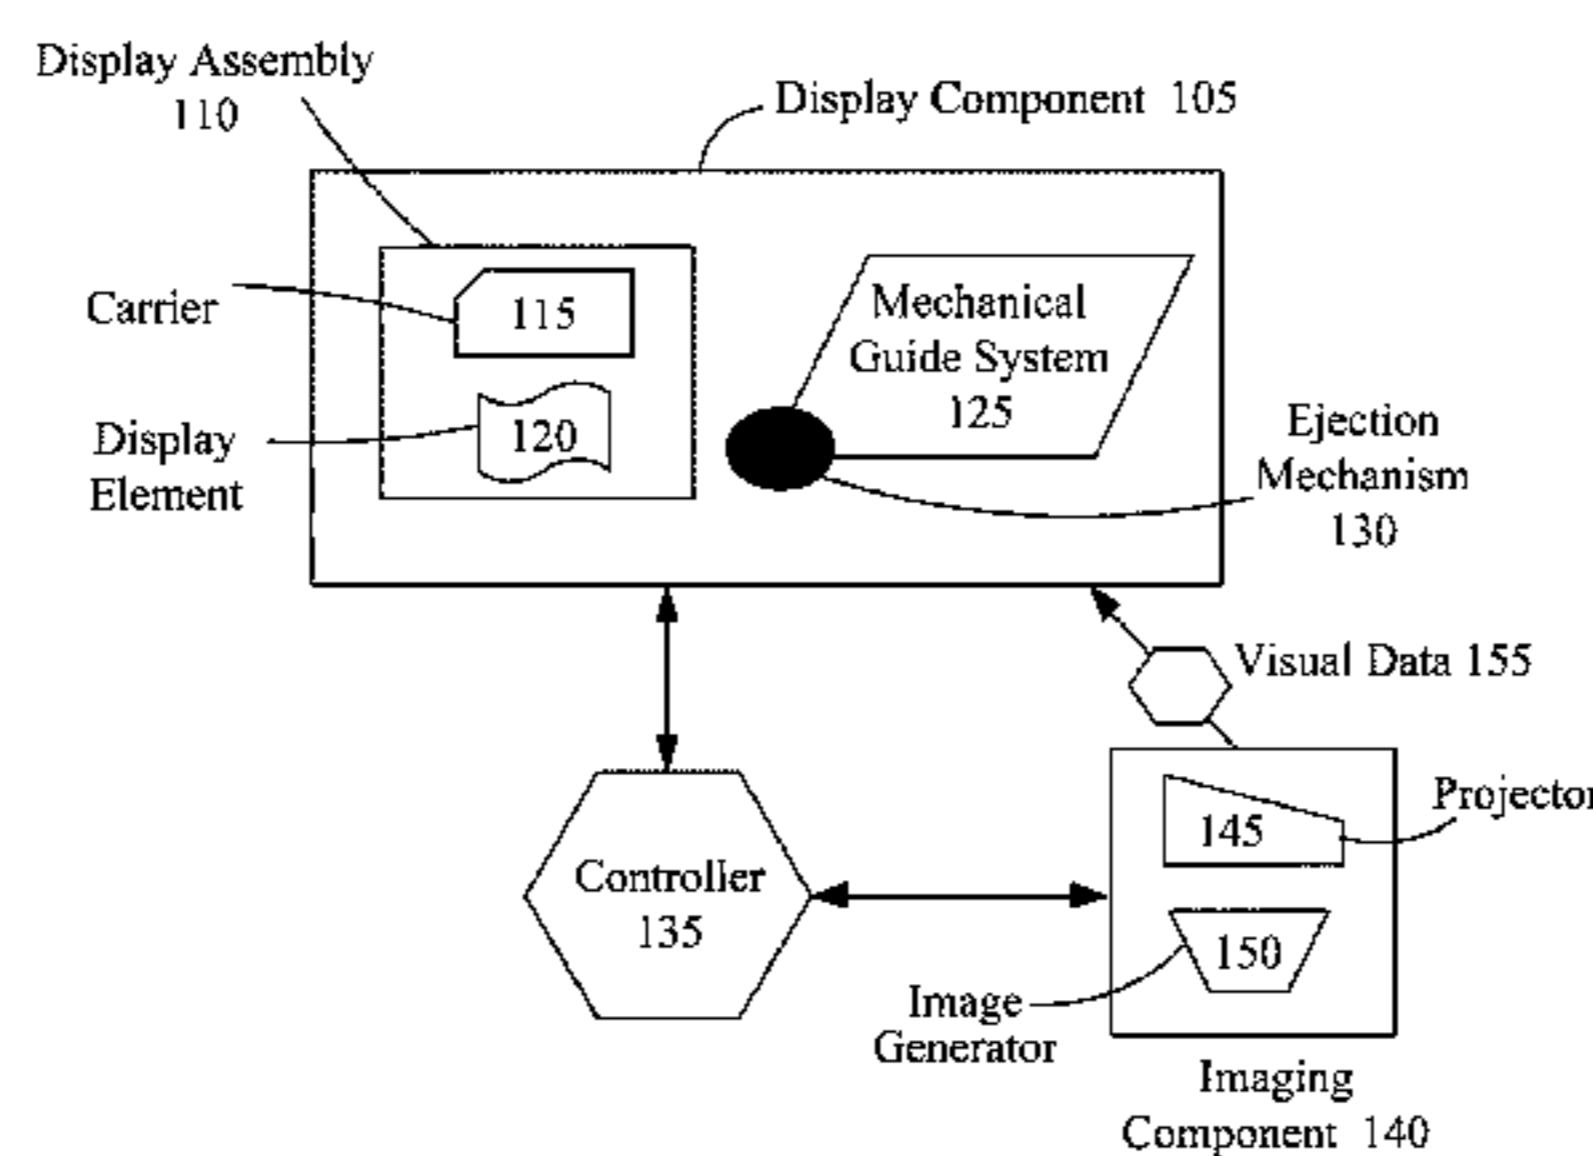 Display Assembly
110
Display Component 105
Carrier
115
Mechanical
Guide System
125
Display
Element
120
Ejection
Mechanism
130
Visual Data 155
Controller
135
Projector
145
150
Image
Generator
Imaging
Component 140